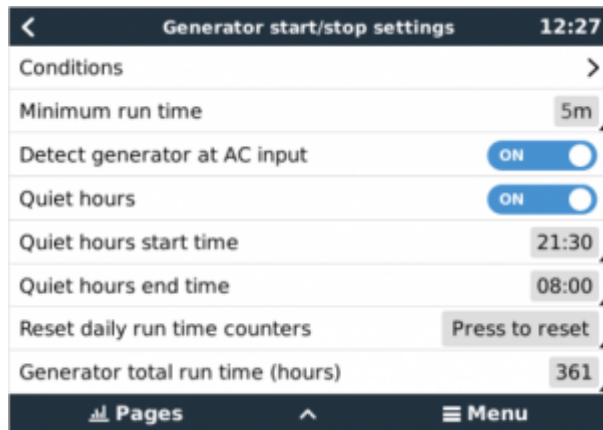 Generator start/stop settings 12:27
Conditions
Minimum run time 5m
Detect generator at AC input ON
Quiet hours ON
Quiet hours start time 21:30
Quiet hours end time 08:00
Reset daily run time counters Press to reset
Generator total run time (hours) 361
Pages Menu